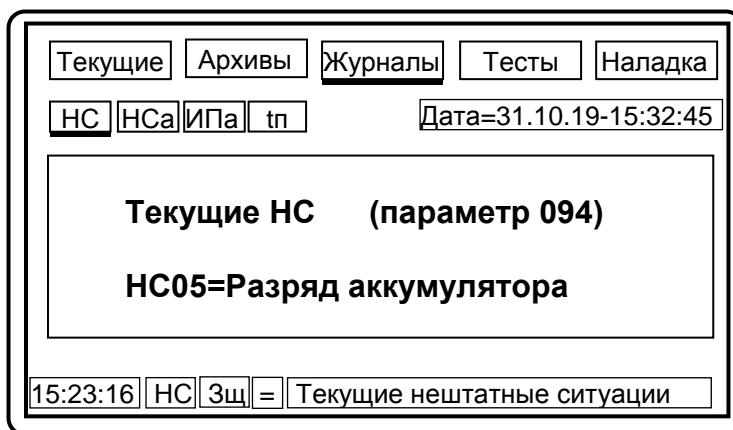 Текущие Архивы Журналы Тесты Наладка
НС НСа ИПа tп Дата=31.10.19-15:32:45
Текущие НС (параметр 094)
НС05=Разряд аккумулятора
15:23:16 НС Зщ = Текущие нештатные ситуации